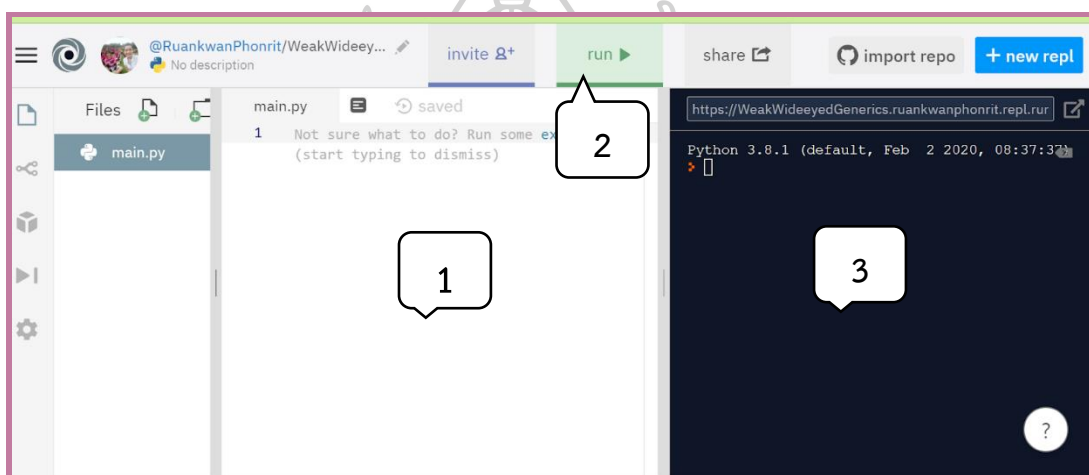 @RuankwanPhonrit/WeakWideey...
No description
invite
run
share
import repo
+ new repl
Files
main.py
main.py
saved
1 Not sure what to do? Run some
(start typing to dismiss)
https://WeakWideeyedGenerics.ruankwanphonrit.repl.rur
Python 3.8.1 (default, Feb 2 2020, 08:37:37)
1
2
3
?